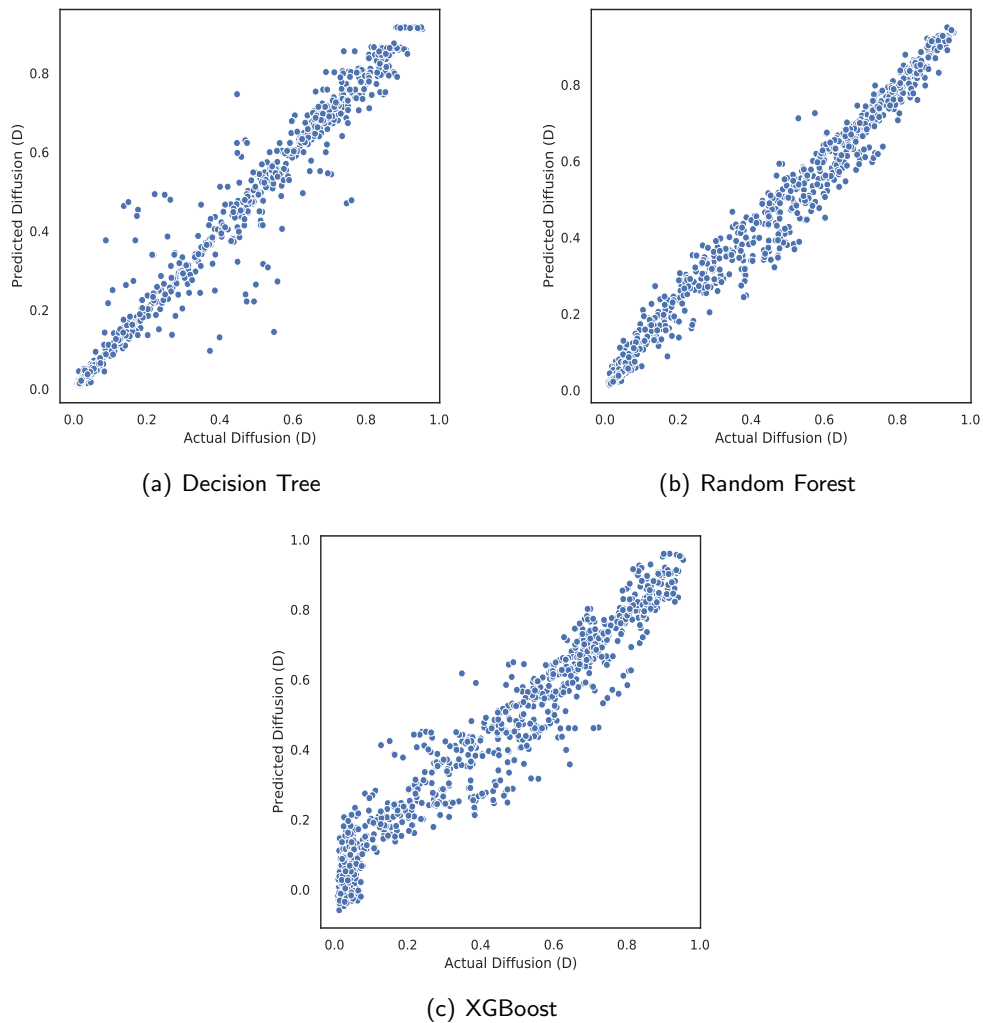 Predicted Diffusion (D)
0.8
0.6
0.4
0.2
0.0
0.0 0.2 0.4 0.6 0.8 1.0
Actual Diffusion (D)
(a) Decision Tree
Predicted Diffusion (D)
0.8
0.6
0.4
0.2
0.0
0.0 0.2 0.4 0.6 0.8 1.0
Actual Diffusion (D)
(b) Random Forest
Predicted Diffusion (D)
1.0
0.8
0.6
0.4
0.2
0.0
0.0 0.2 0.4 0.6 0.8 1.0
Actual Diffusion (D)
(c) XGBoost